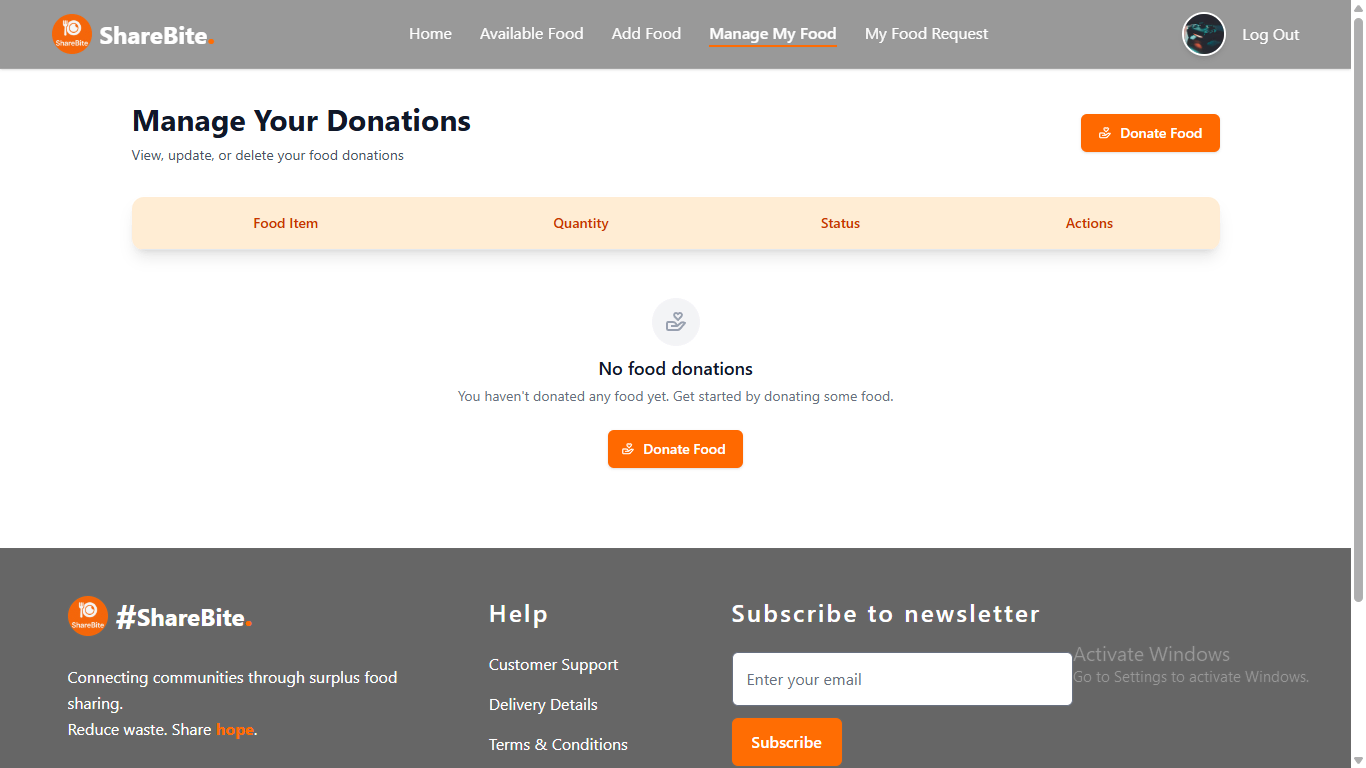 ShareBite
ShareBite.
Home
Available Food
Add Food
Manage My Food
My Food Request
Log Out
Manage Your Donations
View, update, or delete your food donations
Donate Food
Food Item
Quantity
Status
Actions
No food donations
You haven't donated any food yet. Get started by donating some food.
Donate Food
ShareBite
#ShareBite.
Connecting communities through surplus food
sharing.
Reduce waste. Share hope.
Help
Customer Support
Delivery Details
Terms & Conditions
Subscribe to newsletter
Enter your email
Subscribe
Activate Windows
Go to Settings to activate Windows.